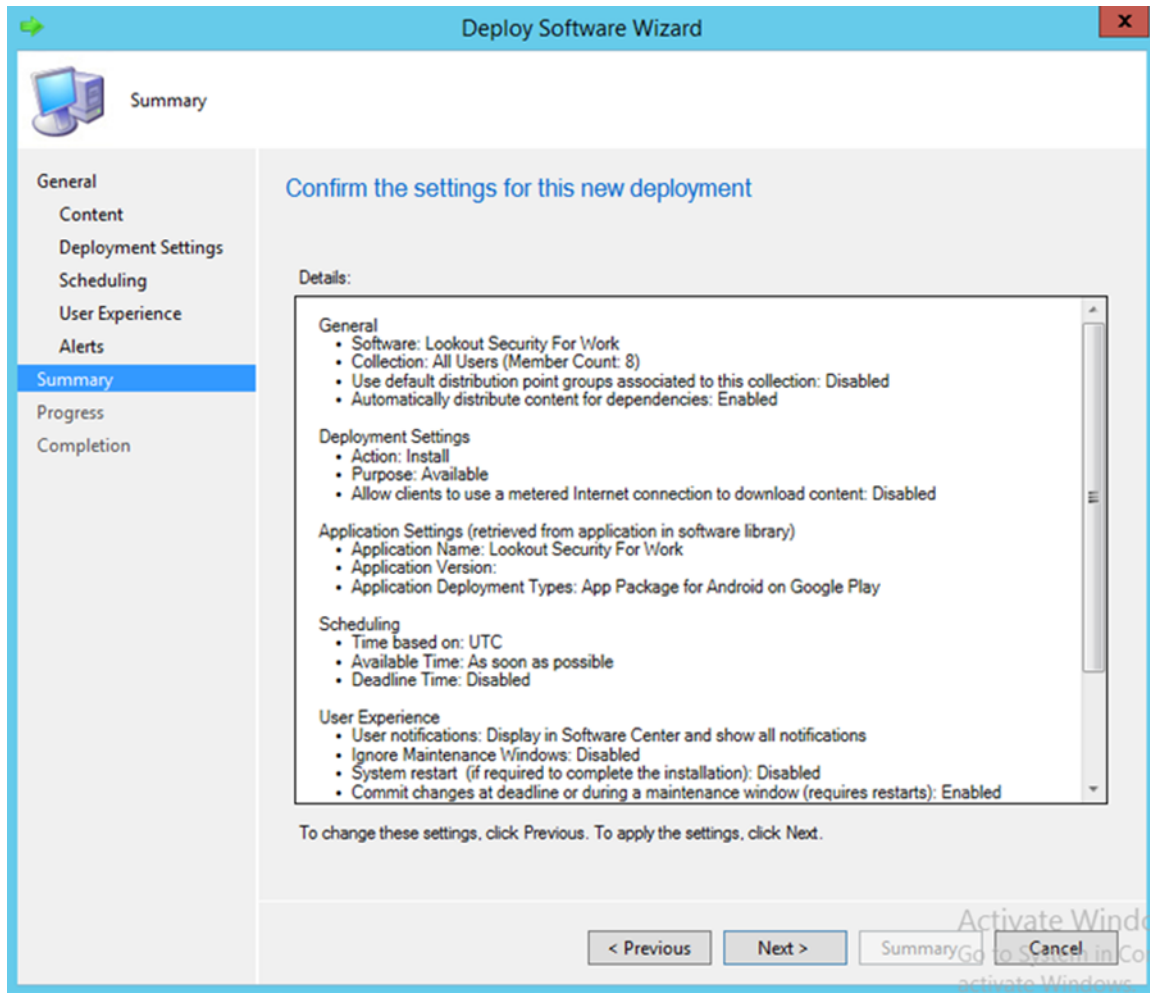 Deploy Software Wizard
x
Summary
General
Content
Deployment Settings
Scheduling
User Experience
Alerts
Summary
Progress
Completion
Confirm the settings for this new deployment
Details:
General
• Software: Lookout Security For Work
• Collection: All Users (Member Count: 8)
• Use default distribution point groups associated to this collection: Disabled
• Automatically distribute content for dependencies: Enabled
Deployment Settings
• Action: Install
• Purpose: Available
• Allow clients to use a metered Internet connection to download content: Disabled
Application Settings (retrieved from application in software library)
• Application Name: Lookout Security For Work
• Application Version:
• Application Deployment Types: App Package for Android on Google Play
Scheduling
• Time based on: UTC
• Available Time: As soon as possible
• Deadline Time: Disabled
User Experience
• User notifications: Display in Software Center and show all notifications
• Ignore Maintenance Windows: Disabled
• System restart (if required to complete the installation): Disabled
• Commit changes at deadline or during a maintenance window (requires restarts): Enabled
To change these settings, click Previous. To apply the settings, click Next.
< Previous
Next >
Summary
Cancel
Activate Windo
Go to System in Co
activate Windows.